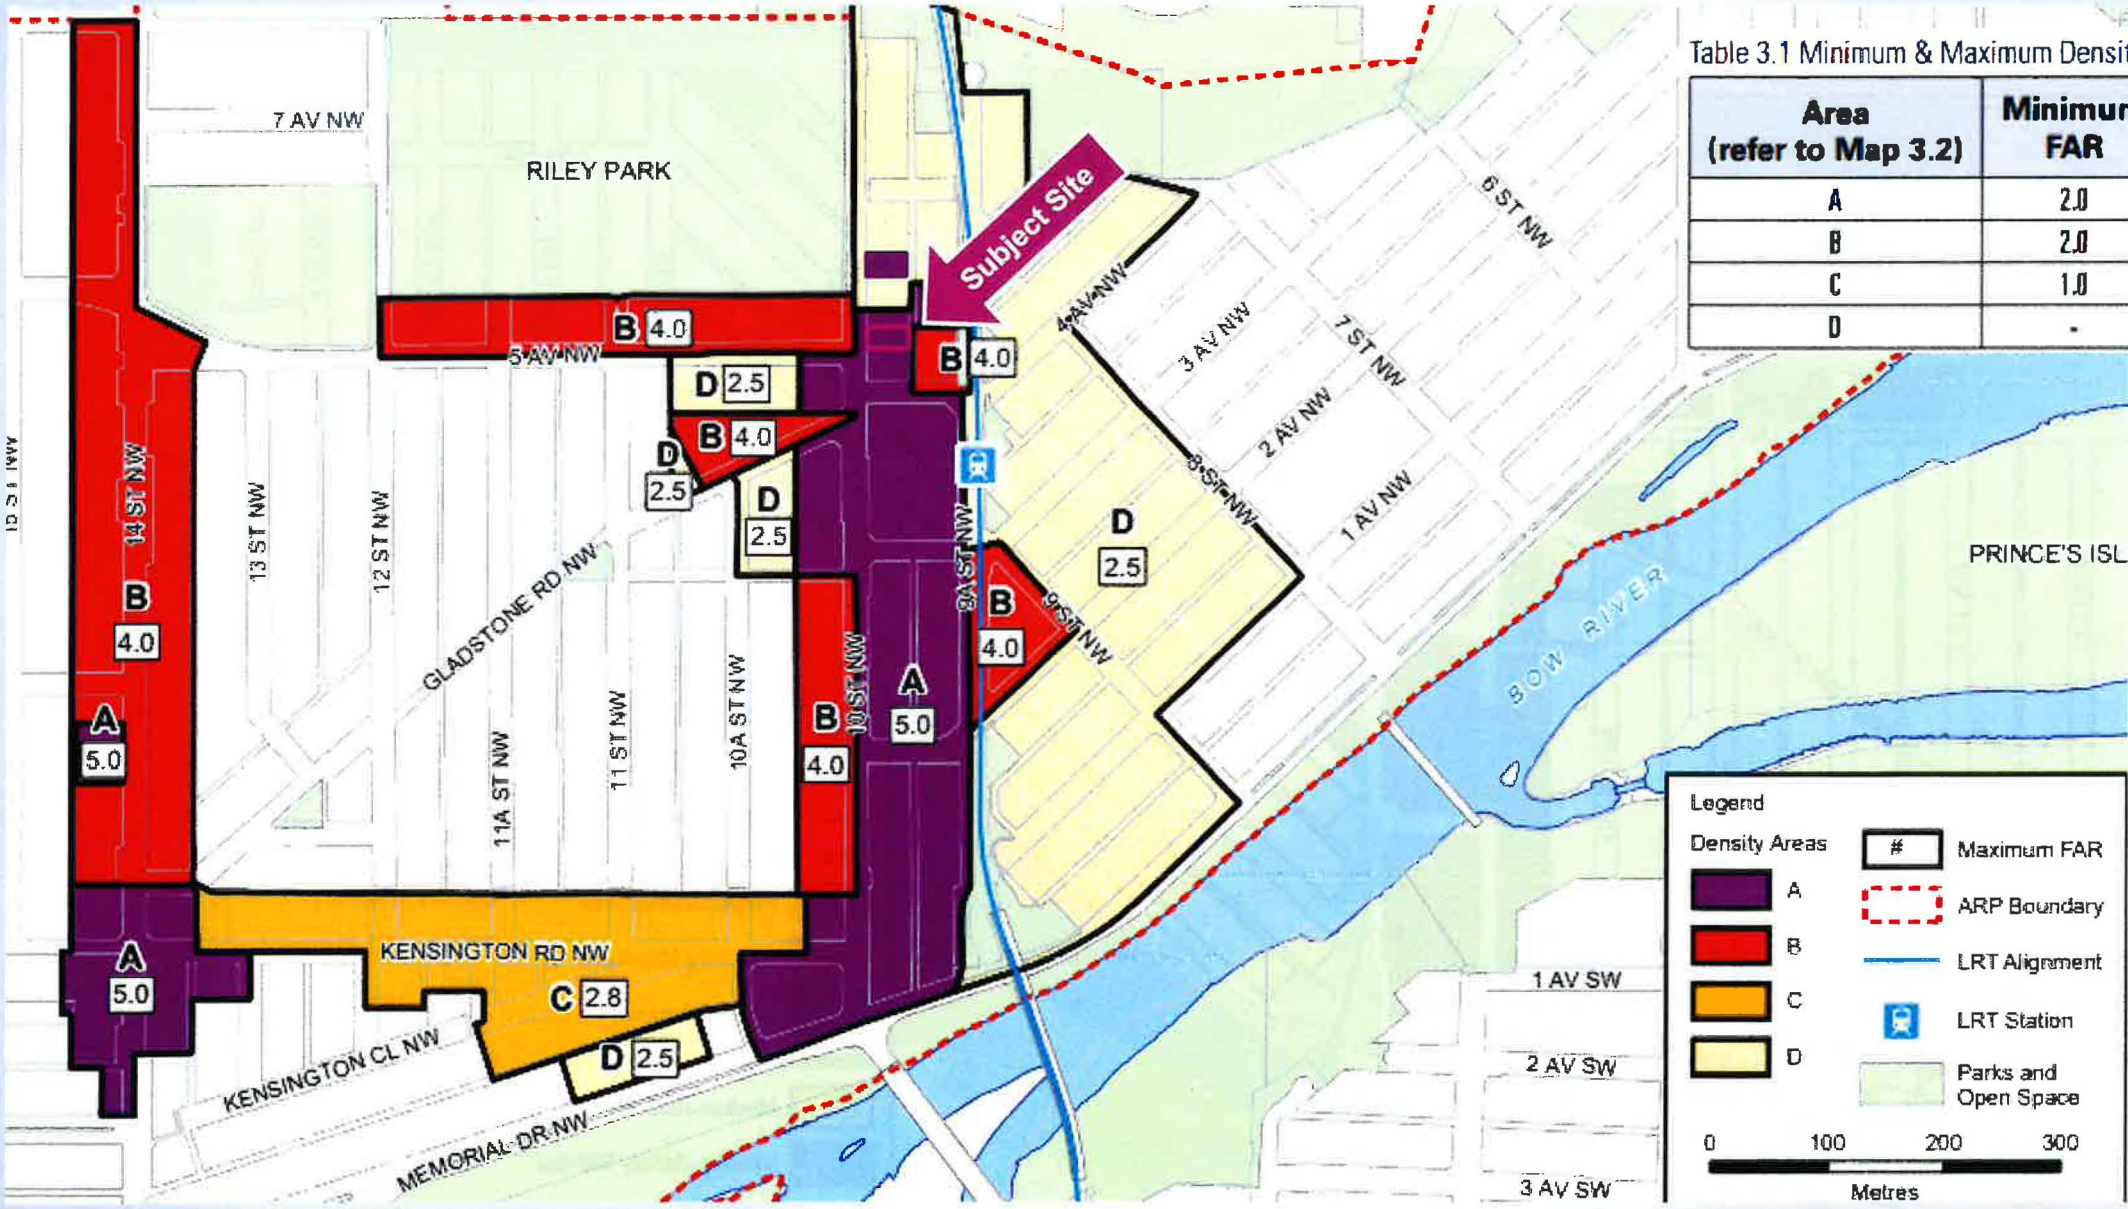 Table 3.1 Minimum & Maximum Densit
Area
(refer to Map 3.2)
Minimur
FAR
A
2.0
B
2.0
C
1.0
D
-
7 AV NW
RILEY PARK
Subject Site
6 ST NW
4 AV NW
3 AV NW
7 ST NW
2 AV NW
8 ST NW
1 AV NW
B 4.0
5 AV NW
B 4.0
D 2.5
B 4.0
D
2.5
D
2.5
D
2.5
14 ST NW
13 ST NW
12 ST NW
GLADSTONE RD NW
9A ST NW
9 ST NW
B
4.0
B
4.0
10 ST NW
A
5.0
B
4.0
A
5.0
11A ST NW
11 ST NW
10A ST NW
PRINCE'S ISL
BOW RIVER
KENSINGTON RD NW
C 2.8
A
5.0
D 2.5
KENSINGTON CL NW
MEMORIAL DR NW
1 AV SW
2 AV SW
3 AV SW
Legend
Density Areas
A
B
C
D
# Maximum FAR
ARP Boundary
LRT Alignment
LRT Station
Parks and
Open Space
0 100 200 300
Metres